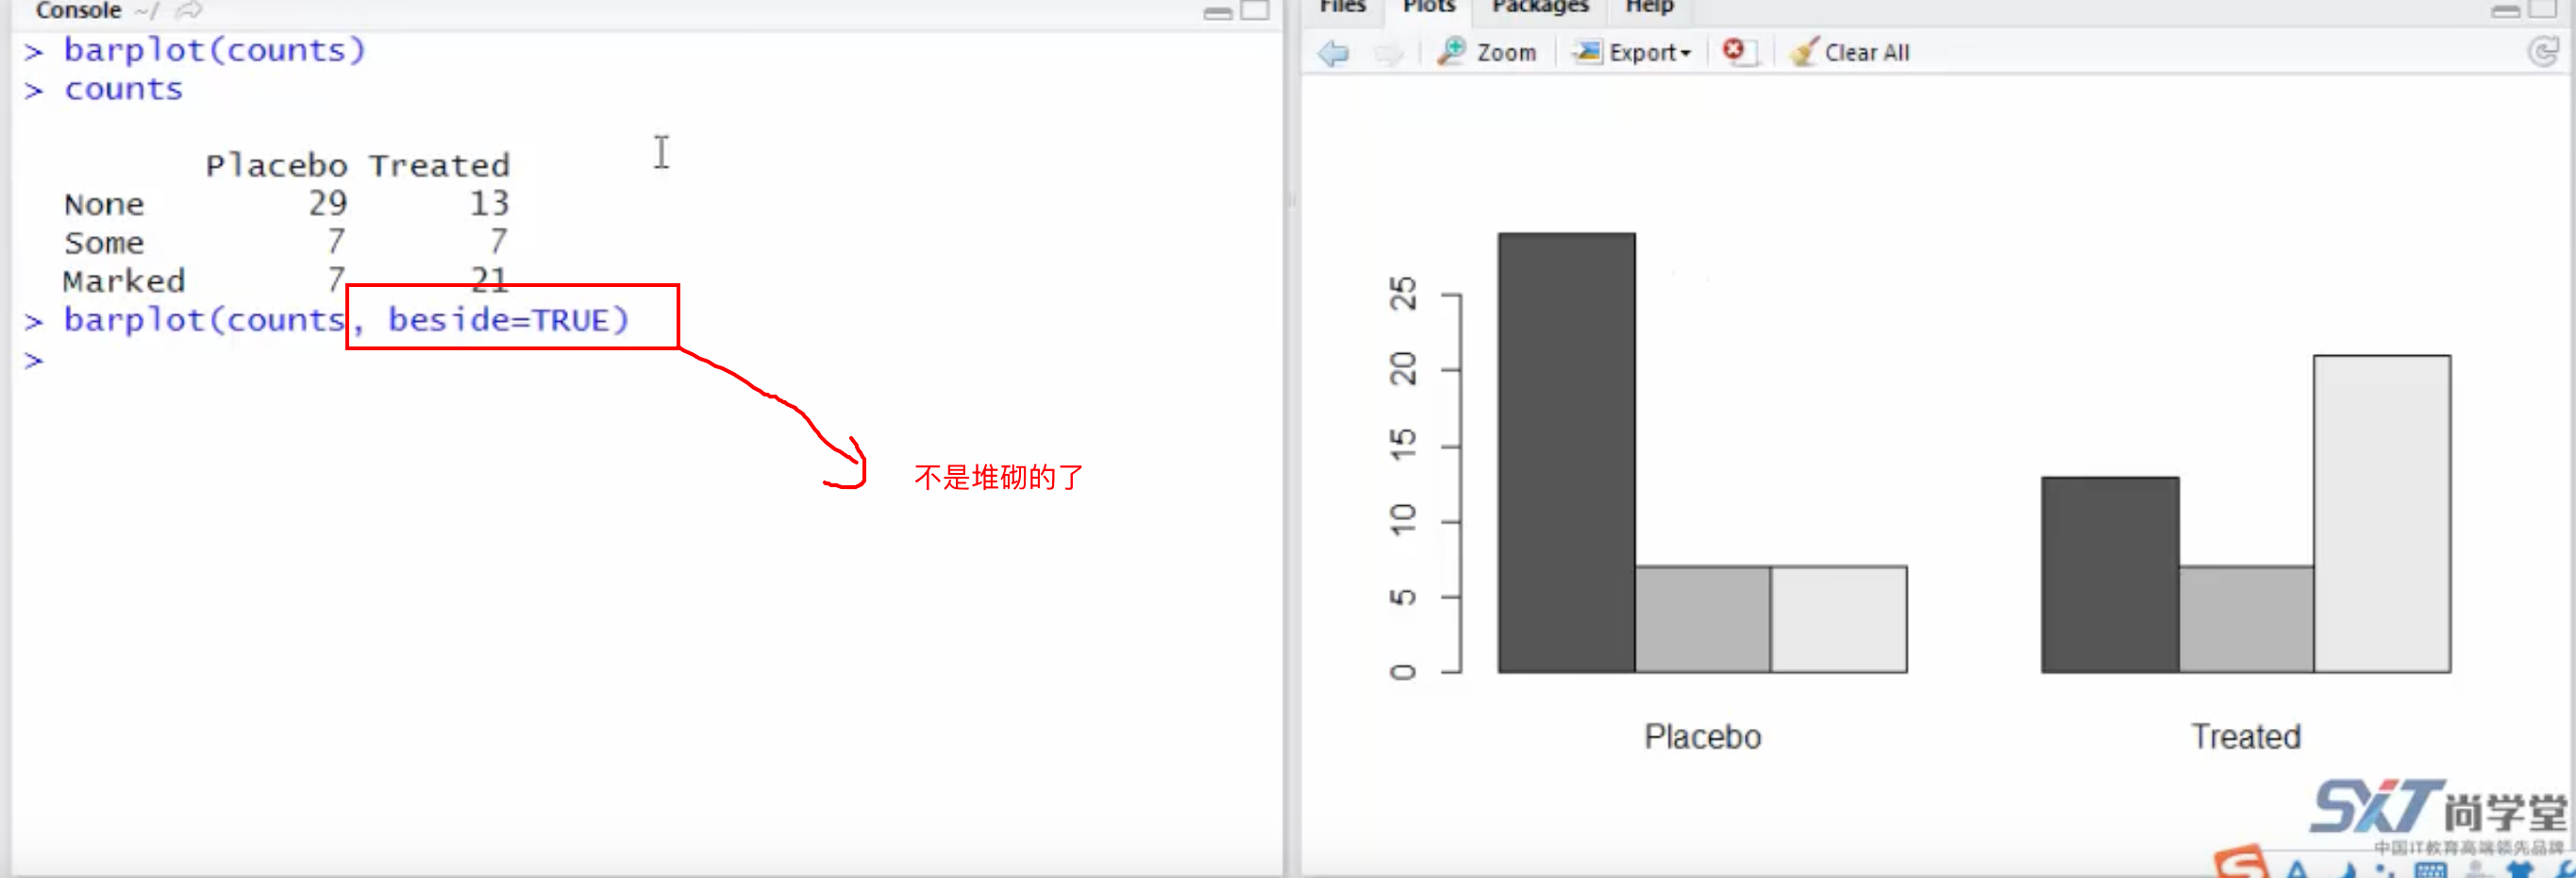 Console ~/
> barplot(counts)
> counts
Placebo Treated
None 29 13
Some 7 7
Marked 7 21
> barplot(counts, beside=TRUE)
>
不是堆砌的了
Files Plots Packages Help
Zoom Export Clear All
25
20
15
10
5
0
Placebo Treated
SXT 尚学堂
中国IT教育高端领先品牌